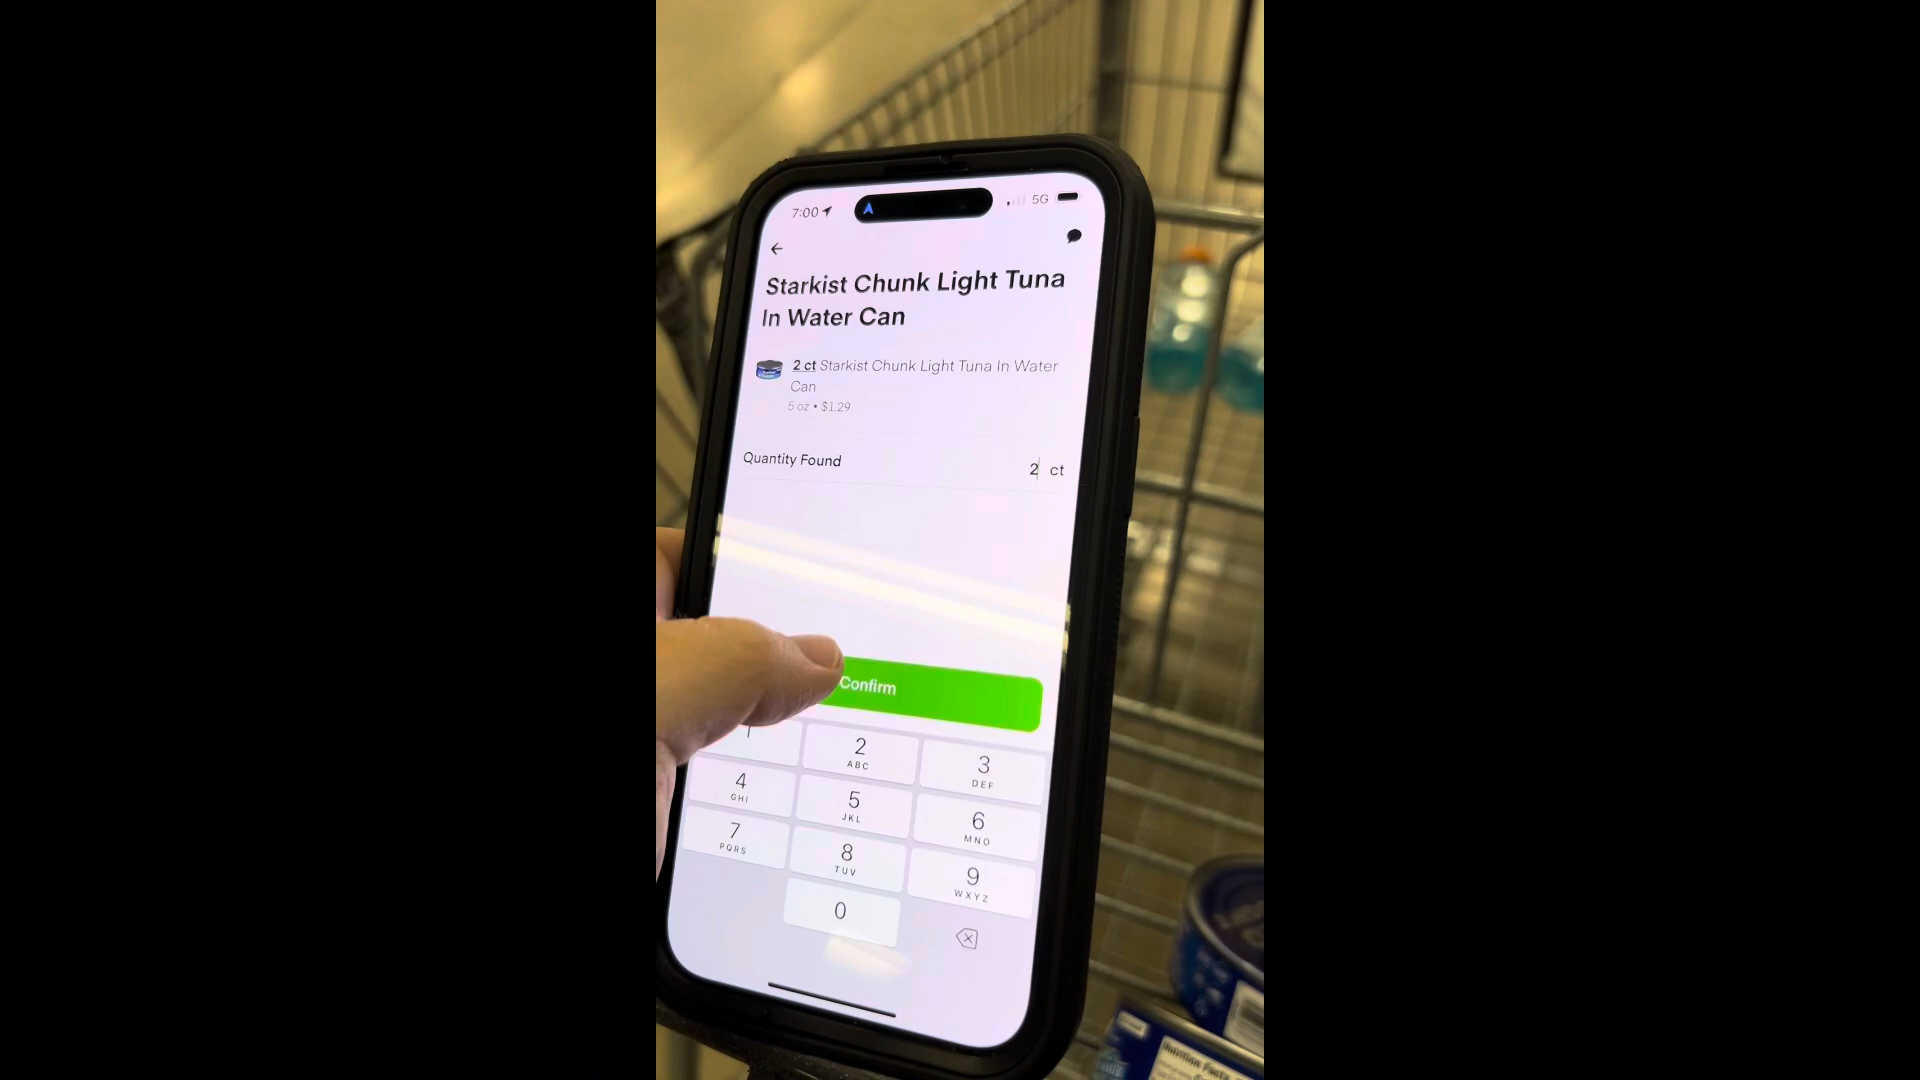 7:00 5G
Starkist Chunk Light Tuna
In Water Can
2 ct Starkist Chunk Light Tuna In Water
Can
5 oz • $1.29
Quantity Found 2 ct
Confirm
1
2
ABC
3
DEF
4
GHI
5
JKL
6
MNO
7
PQRS
8
TUV
9
WXYZ
0
Nutrition Facts